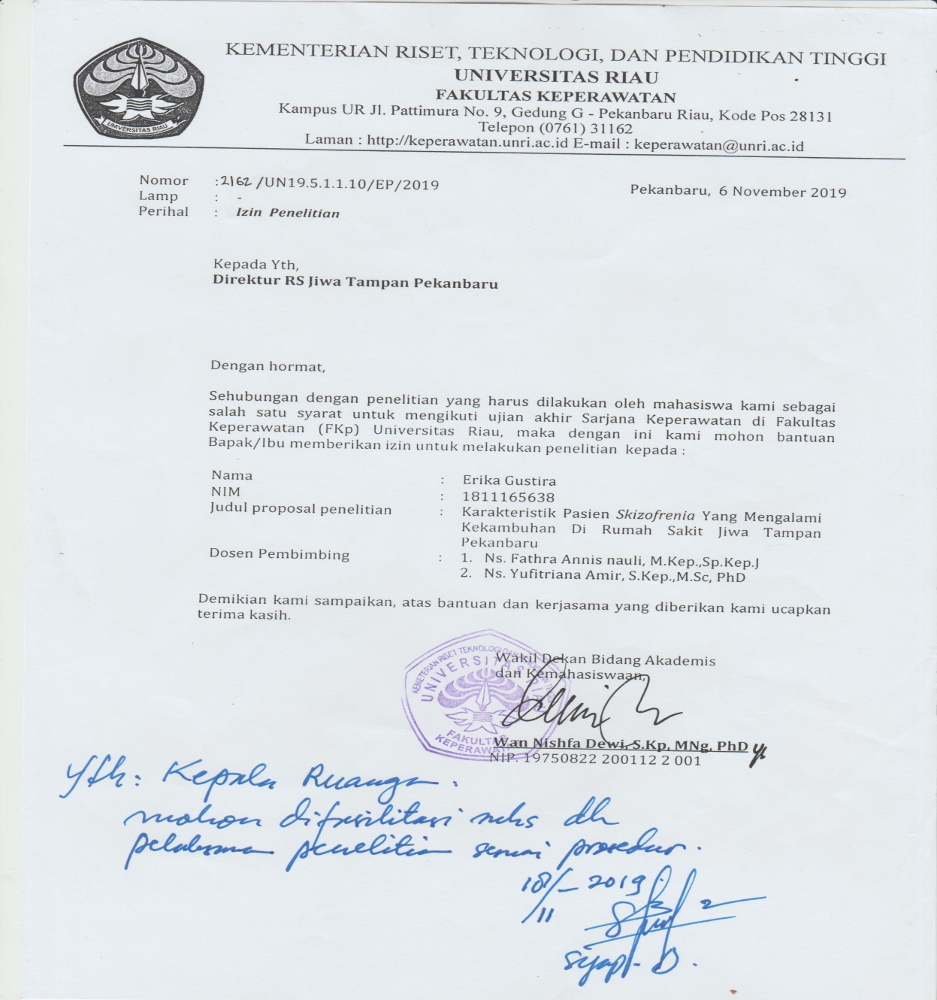 KEMENTERIAN RISET, TEKNOLOGI, DAN PENDIDIKAN TINGGI
UNIVERSITAS RIAU
FAKULTAS KEPERAWATAN
Kampus UR Jl. Pattimura No. 9, Gedung G - Pekanbaru Riau, Kode Pos 28131
Telepon (0761) 31162
Laman : http://keperawatan.unri.ac.id E-mail : keperawatan@unri.ac.id
UNIVERSITAS RIAU
Nomor :2162/UN19.5.1.1.10/EP/2019
Pekanbaru, 6 November 2019
Lamp : -
Perihal : Izin Penelitian
Kepada Yth,
Direktur RS Jiwa Tampan Pekanbaru
Dengan hormat,
Sehubungan dengan penelitian yang harus dilakukan oleh mahasiswa kami sebagai
salah satu syarat untuk mengikuti ujian akhir Sarjana Keperawatan di Fakultas
Keperawatan (FKp) Universitas Riau, maka dengan ini kami mohon bantuan
Bapak/Ibu memberikan izin untuk melakukan penelitian kepada :
Nama : Erika Gustira
NIM : 1811165638
Judul proposal penelitian : Karakteristik Pasien Skizofrenia Yang Mengalami
Kekambuhan Di Rumah Sakit Jiwa Tampan
Pekanbaru
Dosen Pembimbing : 1. Ns. Fathra Annis nauli, M.Kep.,Sp.Kep.J
2. Ns. Yufitriana Amir, S.Kep.,M.Sc, PhD
Demikian kami sampaikan, atas bantuan dan kerjasama yang diberikan kami ucapkan
terima kasih.
Wakil Dekan Bidang Akademis
dan Kemahasiswaan,
UNIVERSITAS RIAU
FAKULTAS
KEPERAWATAN
Wan Nishfa Dewi, S.Kp, MNg, PhD
NIP. 19750822 200112 2 001
Yth: Kepala Ruangan.
mohon difasilitasi mhs dlm
pelaksanaan penelitian sesuai prosedur.
18/11 - 2019